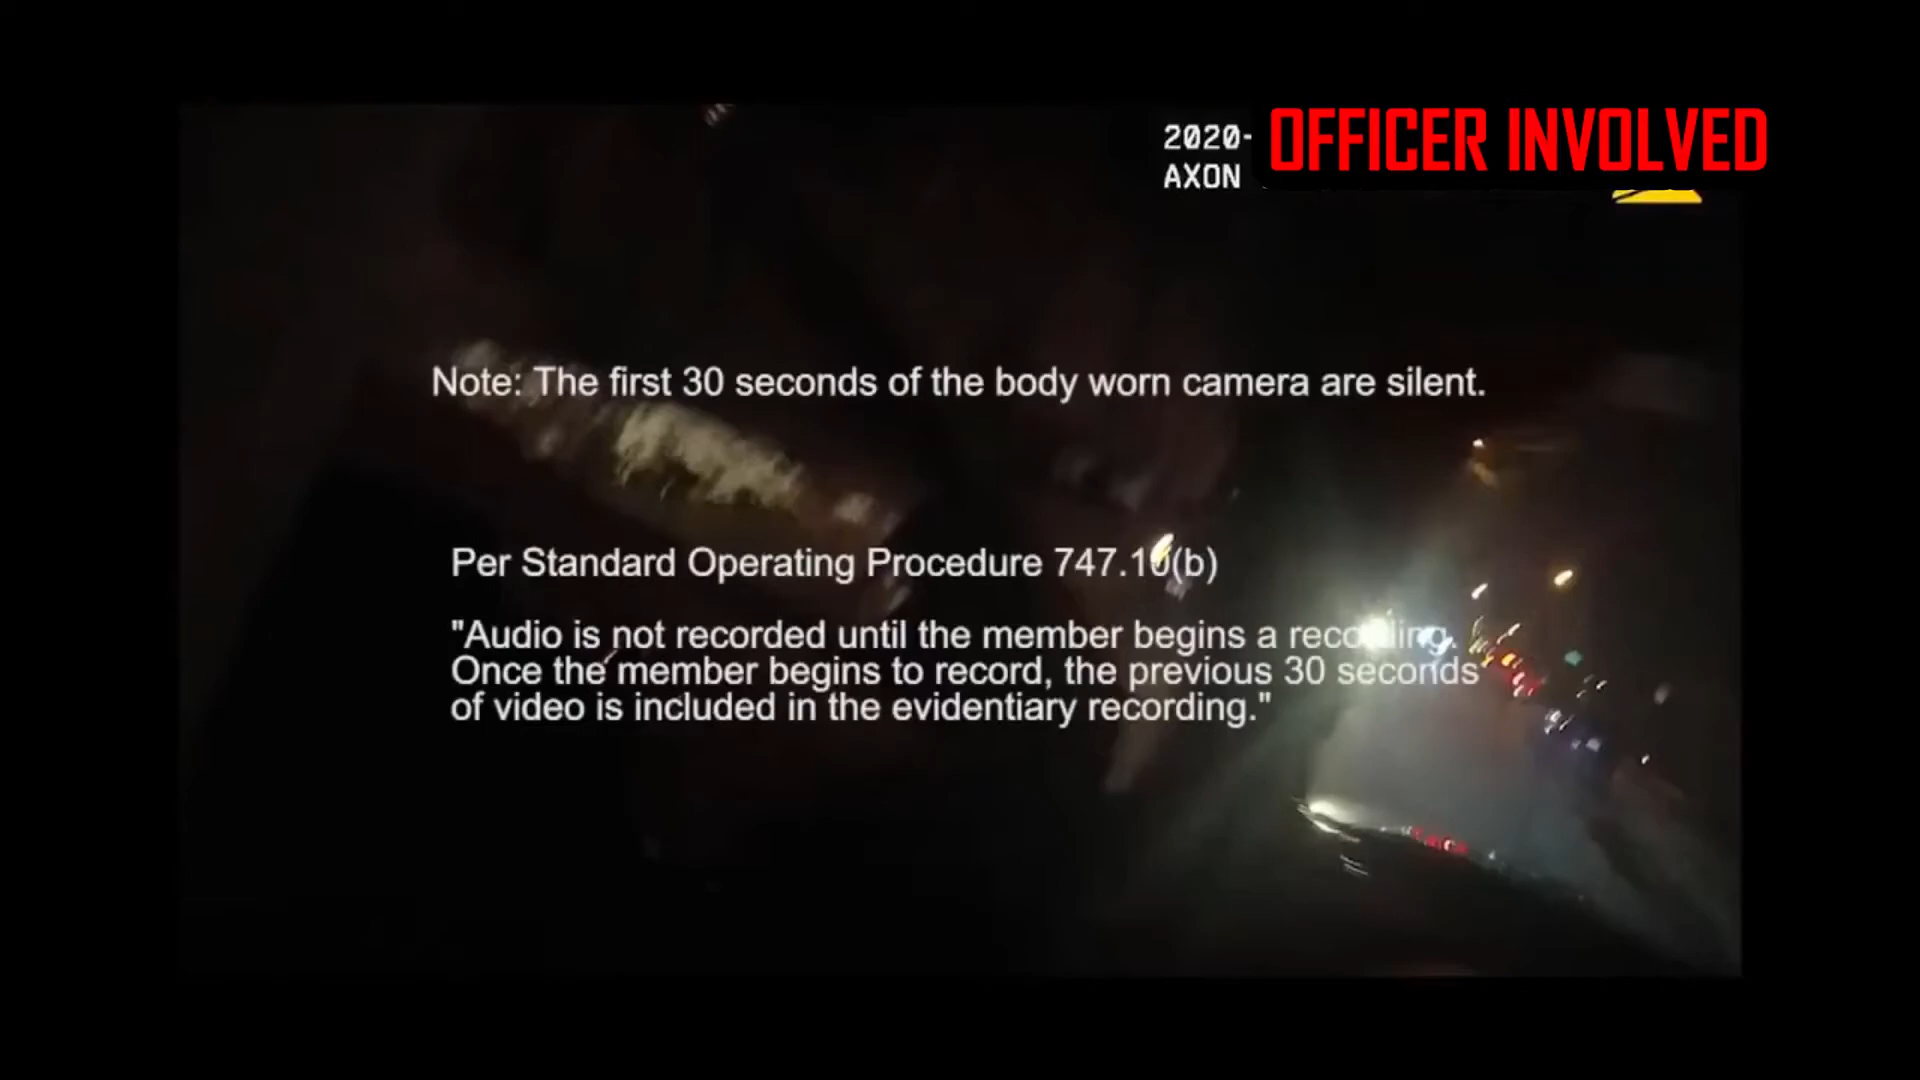 2020-
OFFICER INVOLVED
AXON
Note: The first 30 seconds of the body worn camera are silent.
Per Standard Operating Procedure 747.10(b)
"Audio is not recorded until the member begins a recording.
Once the member begins to record, the previous 30 seconds
of video is included in the evidentiary recording."